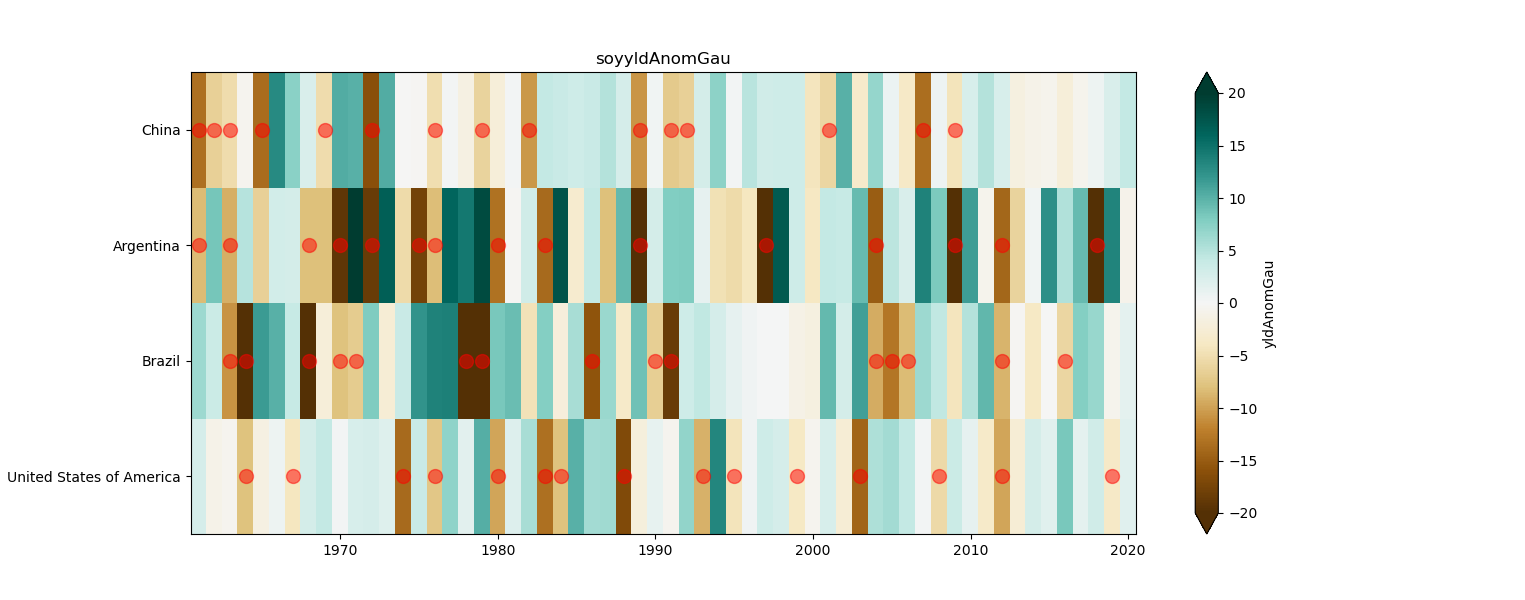 soyyldAnomGau
China
Argentina
Brazil
United States of America
1970
1980
1990
2000
2010
2020
20
15
10
5
0
−5
−10
−15
−20
yldAnomGau